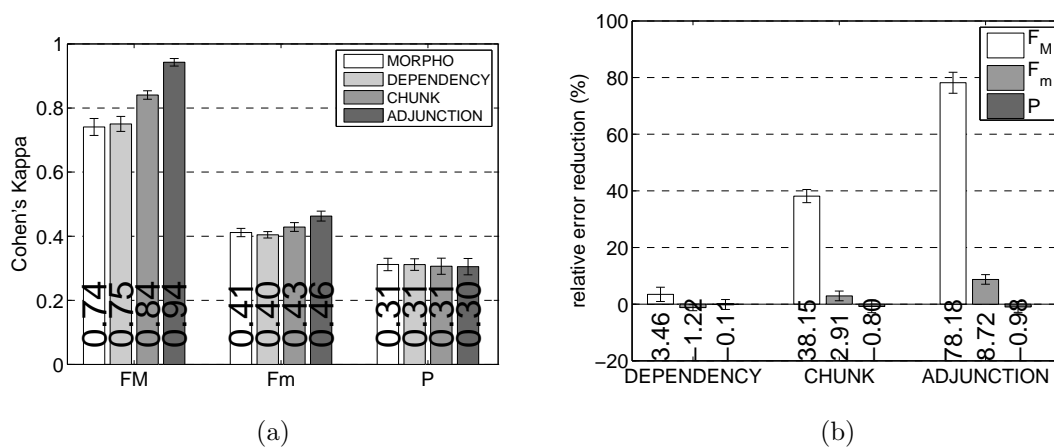 1
0.8
0.6
0.4
0.2
0
Cohen's Kappa
MORPHO
DEPENDENCY
CHUNK
ADJUNCTION
0.74
0.75
0.84
0.94
0.41
0.40
0.43
0.46
0.31
0.31
0.31
0.30
FM
Fm
P
(a)
100
80
60
40
20
0
−20
relative error reduction (%)
F_M
F_m
P
3.46
−1.22
−0.11
38.15
2.91
−0.80
78.18
8.72
−0.98
DEPENDENCY
CHUNK
ADJUNCTION
(b)